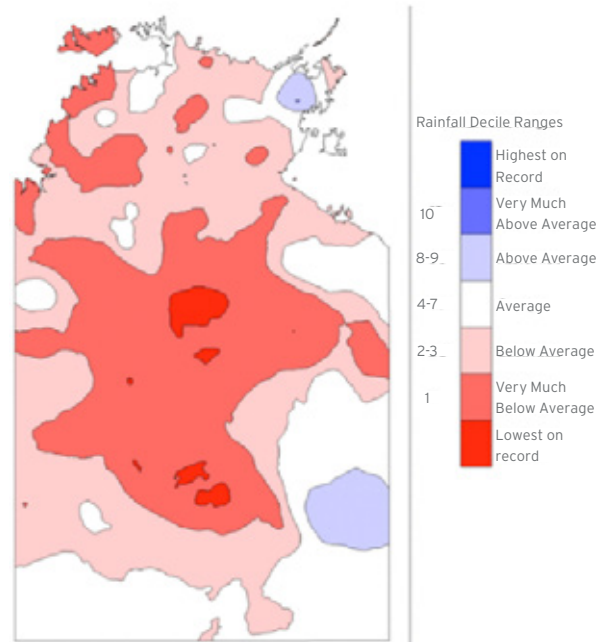 Rainfall Decile Ranges
Highest on
Record
10
Very Much
Above Average
8-9
Above Average
4-7
Average
2-3
Below Average
1
Very Much
Below Average
Lowest on
record